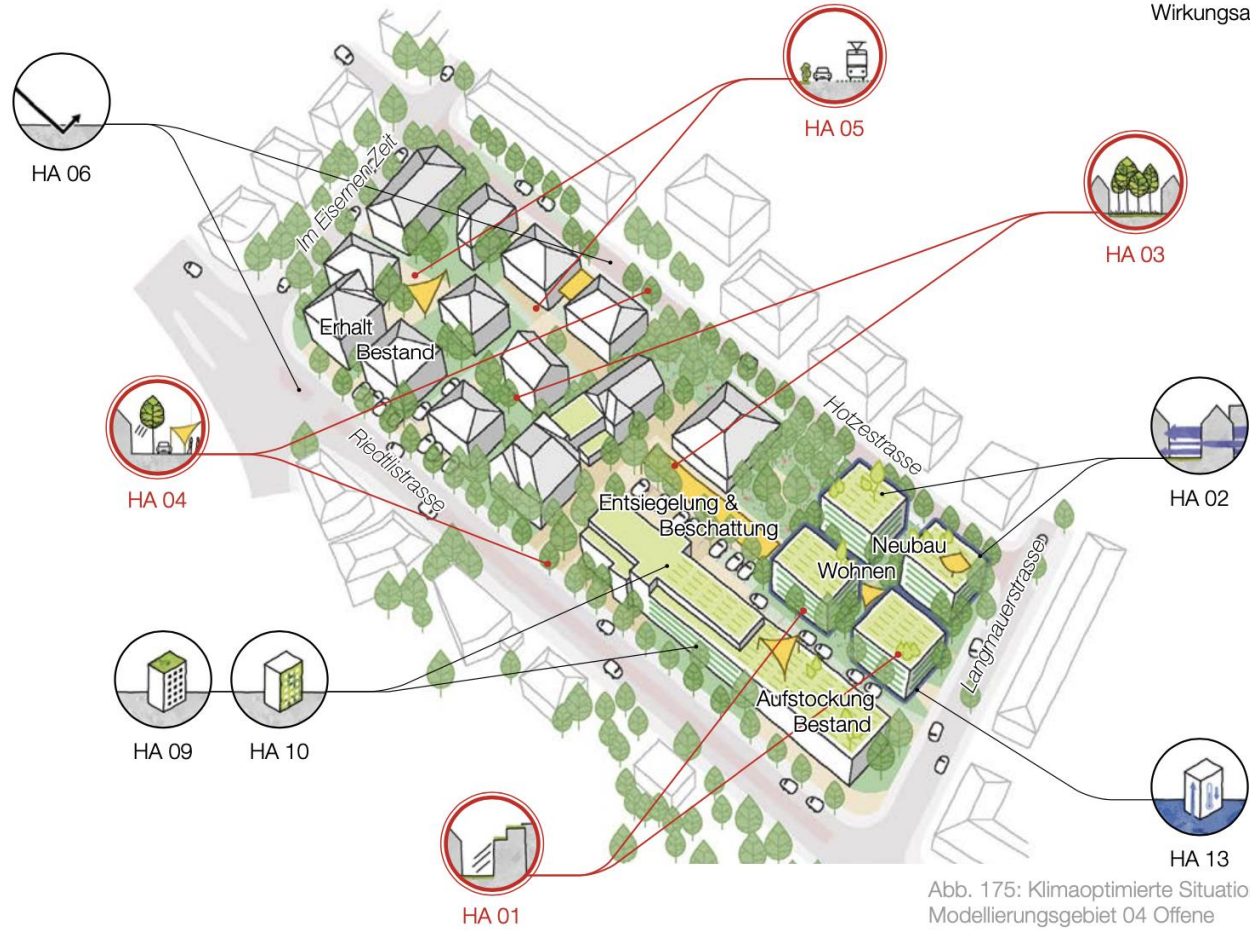 Wirkungsa
HA 05
HA 06
HA 03
Im Eisernen Zeit
Erhalt
Bestand
HA 04
Riedtlistrasse
Hotzestrasse
HA 02
Entsiegelung &
Beschattung
Neubau
Wohnen
Langmauerstrasse
HA 09
HA 10
Aufstockung
Bestand
HA 13
HA 01
Abb. 175: Klimaoptimierte Situatio
Modellierungsgebiet 04 Offene